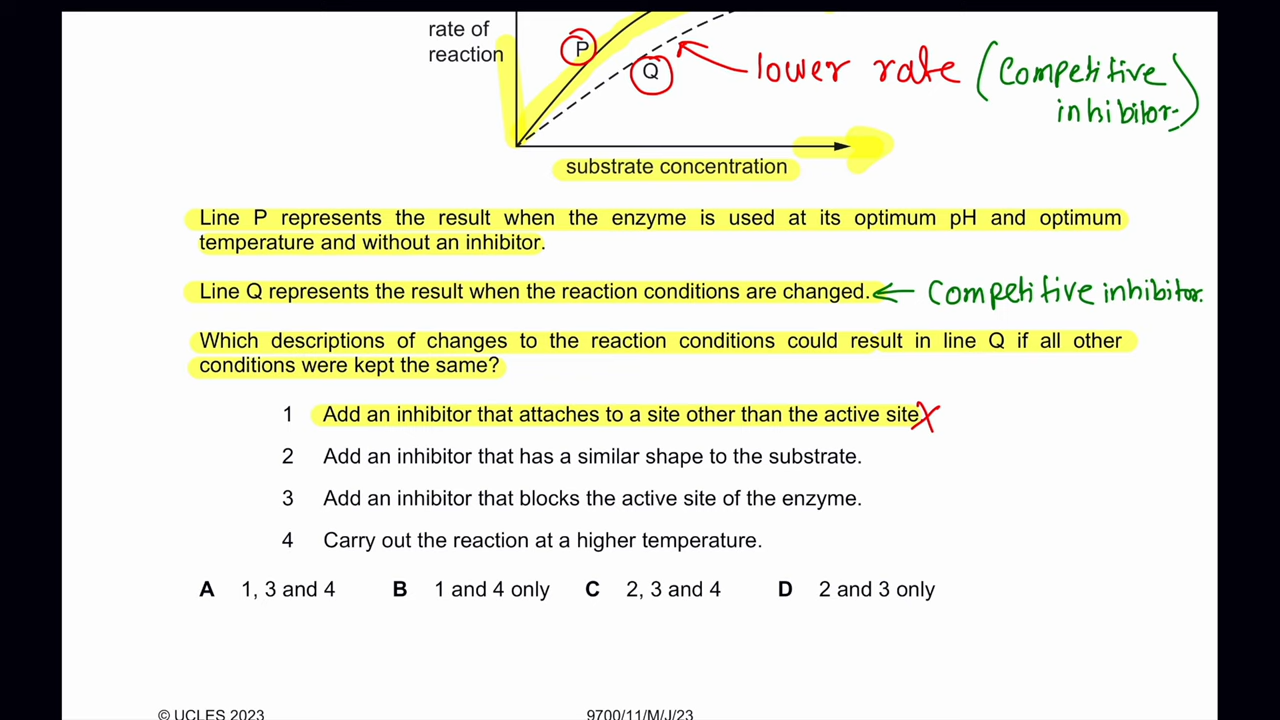 rate of
reaction
P
Q
lower rate (competitive
inhibitor.)
substrate concentration
Line P represents the result when the enzyme is used at its optimum pH and optimum
temperature and without an inhibitor.
Line Q represents the result when the reaction conditions are changed. ← competitive inhibitor.
Which descriptions of changes to the reaction conditions could result in line Q if all other
conditions were kept the same?
1 Add an inhibitor that attaches to a site other than the active site X
2 Add an inhibitor that has a similar shape to the substrate.
3 Add an inhibitor that blocks the active site of the enzyme.
4 Carry out the reaction at a higher temperature.
A 1, 3 and 4 B 1 and 4 only C 2, 3 and 4 D 2 and 3 only
© UCLES 2023 9700/11/M/J/23